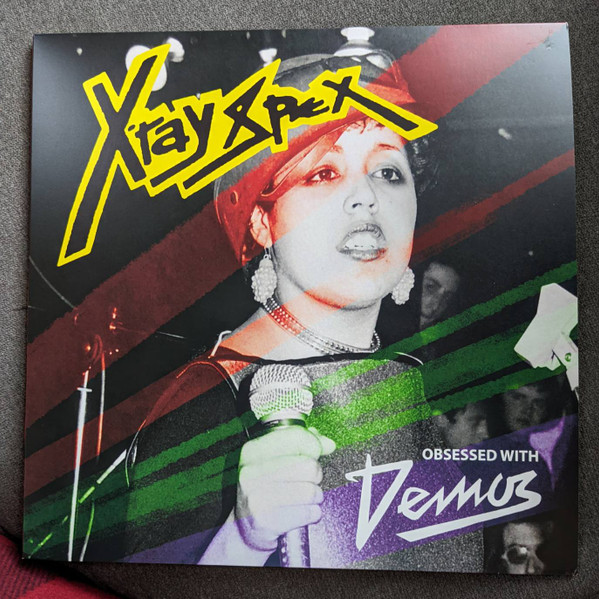 X-ray Spex
OBSESSED WITH
Demos